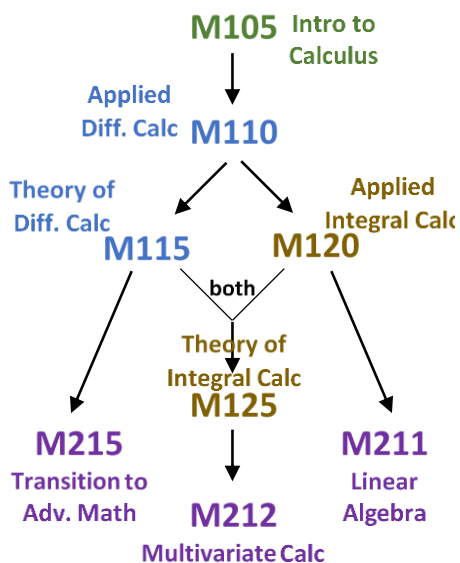 M105
Intro to
Calculus
Applied
Diff. Calc
M110
Theory of
Diff. Calc
M115
Applied
Integral Calc
M120
both
Theory of
Integral Calc
M125
M215
Transition to
Adv. Math
M211
Linear
Algebra
M212
Multivariate Calc